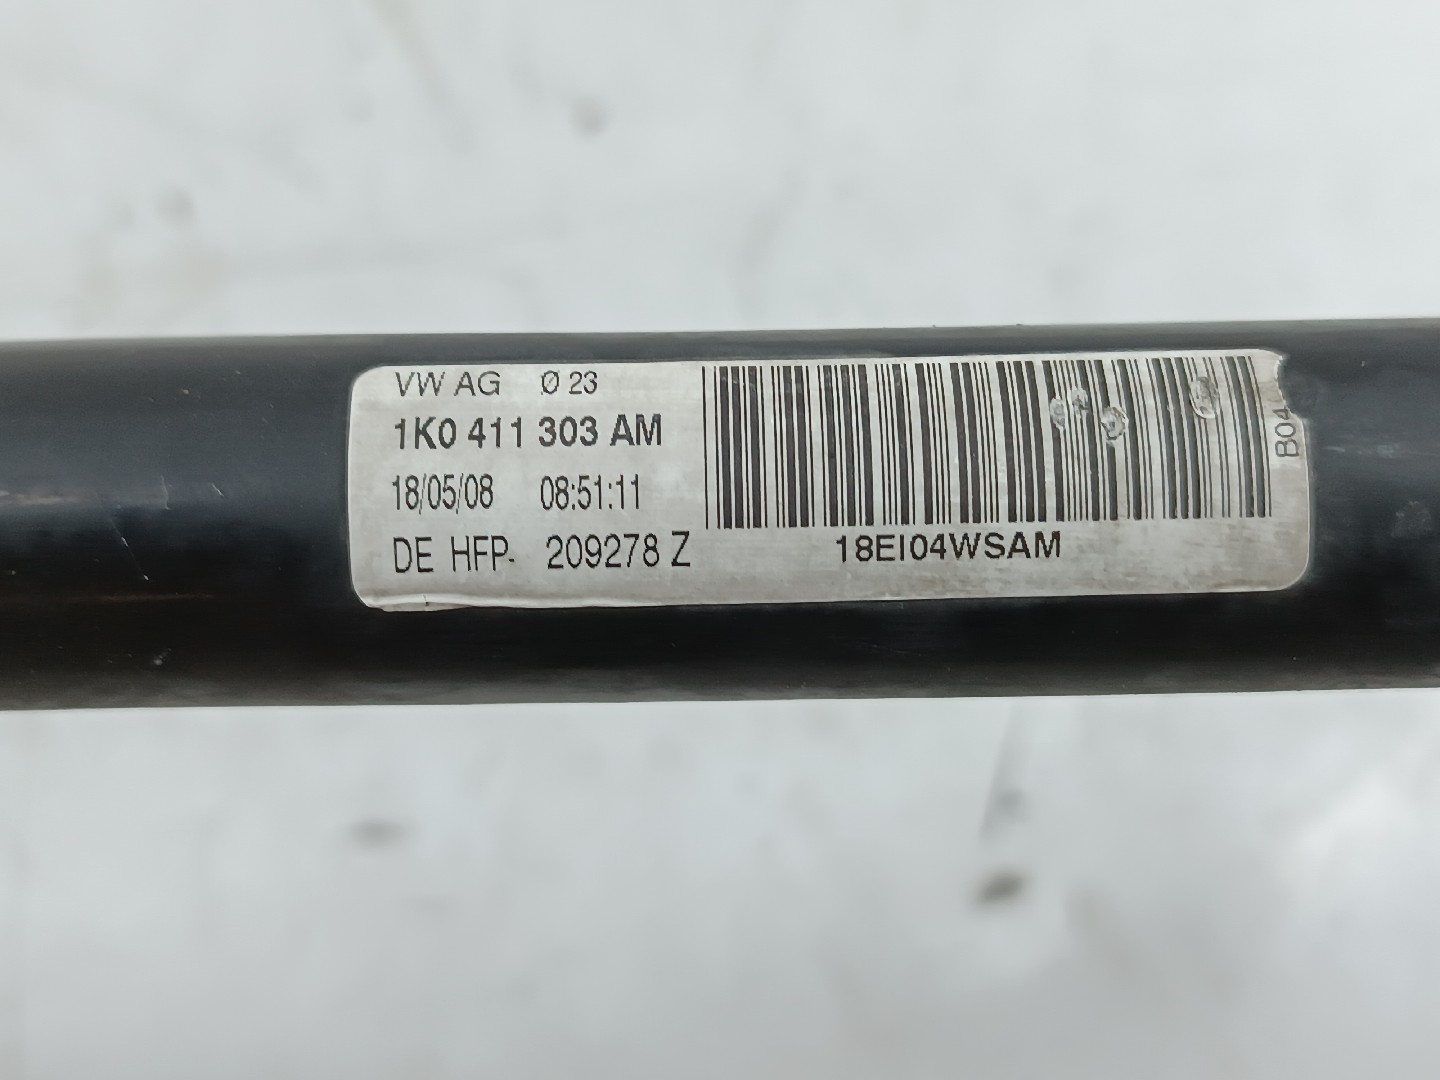 VW AG Ø 23
1K0 411 303 AM
18/05/08 08:51:11
DE HFP- 209278 Z
18EI04WSAM
B04